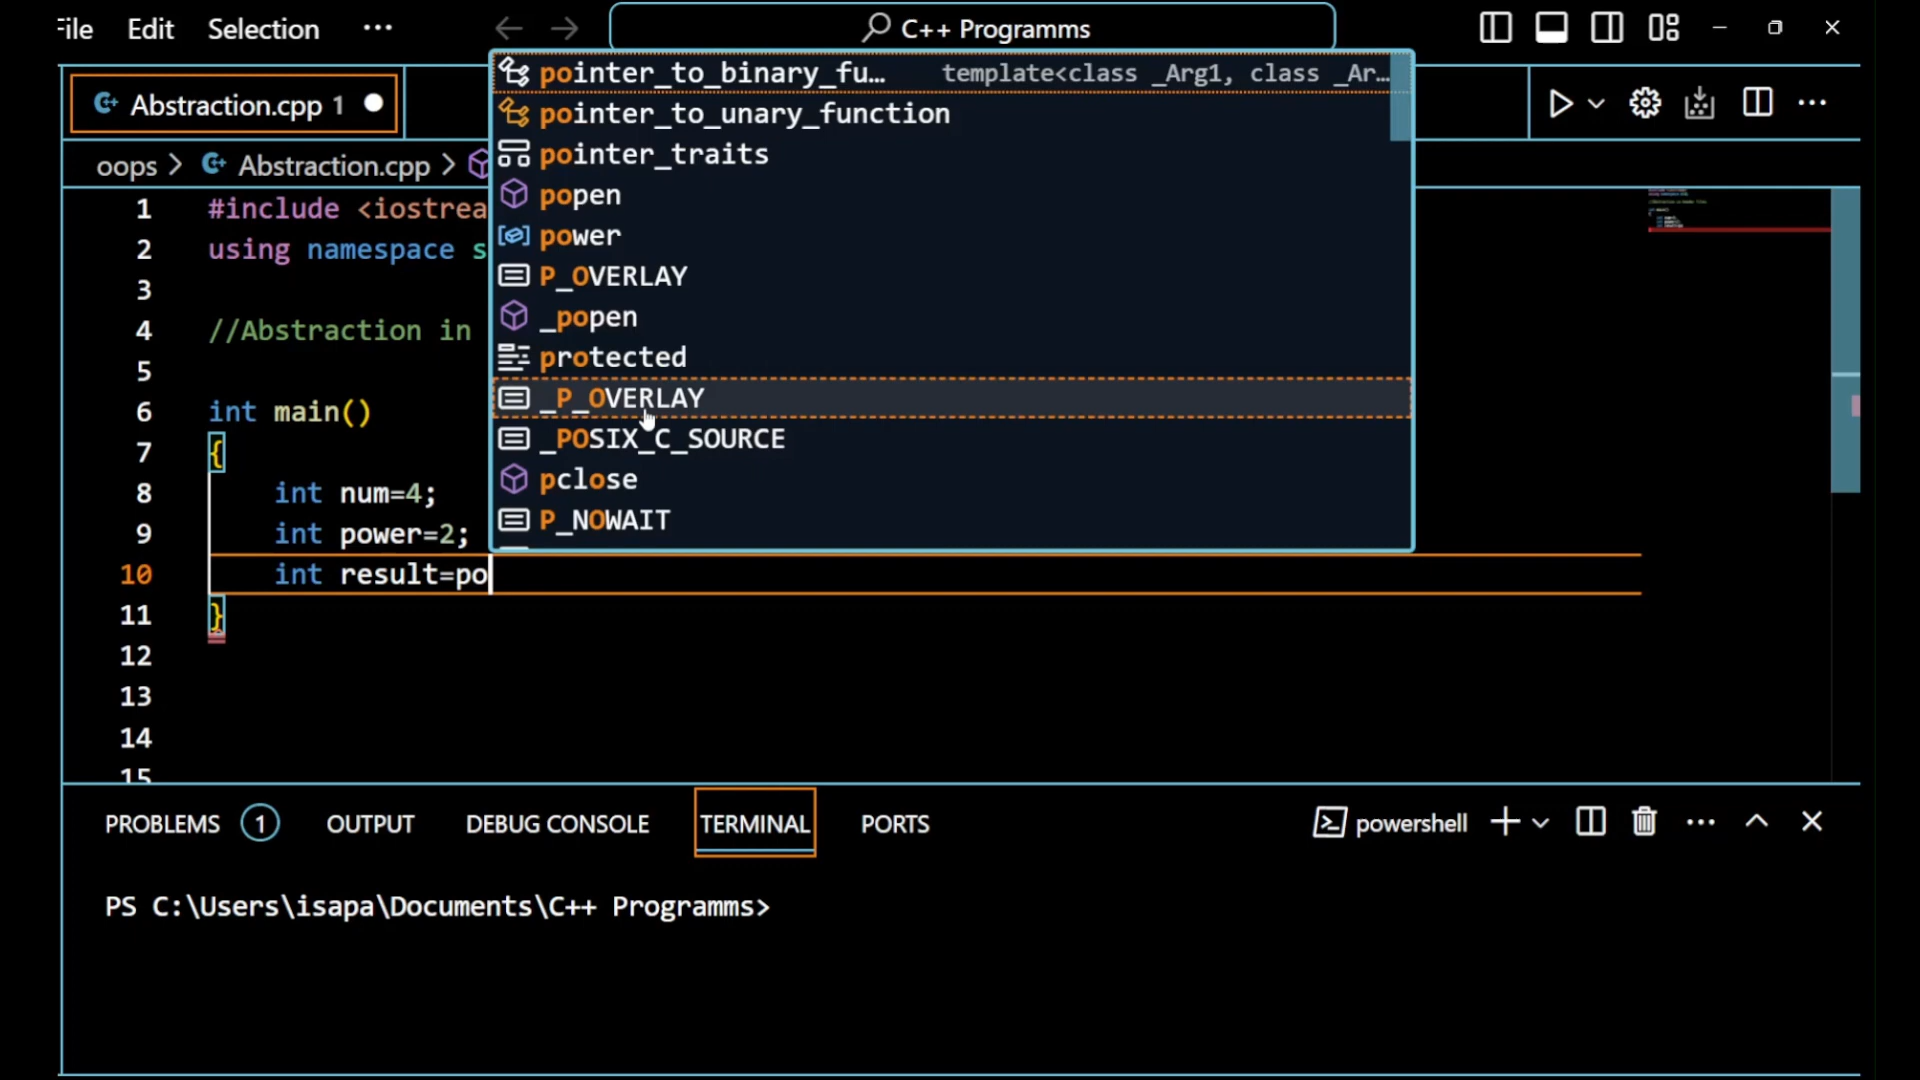 File Edit Selection ··· C++ Programms
Abstraction.cpp 1
oops > Abstraction.cpp >
pointer_to_binary_fu... template<class _Arg1, class _Ar...
pointer_to_unary_function
pointer_traits
popen
power
P_OVERLAY
_popen
protected
_P_OVERLAY
_POSIX_C_SOURCE
pclose
P_NOWAIT
1 #include <iostrea
2 using namespace s
3
4 //Abstraction in
5
6 int main()
7 {
8 int num=4;
9 int power=2;
10 int result=po
11 }
12
13
14
15
PROBLEMS 1 OUTPUT DEBUG CONSOLE TERMINAL PORTS powershell
PS C:\Users\isapa\Documents\C++ Programms>